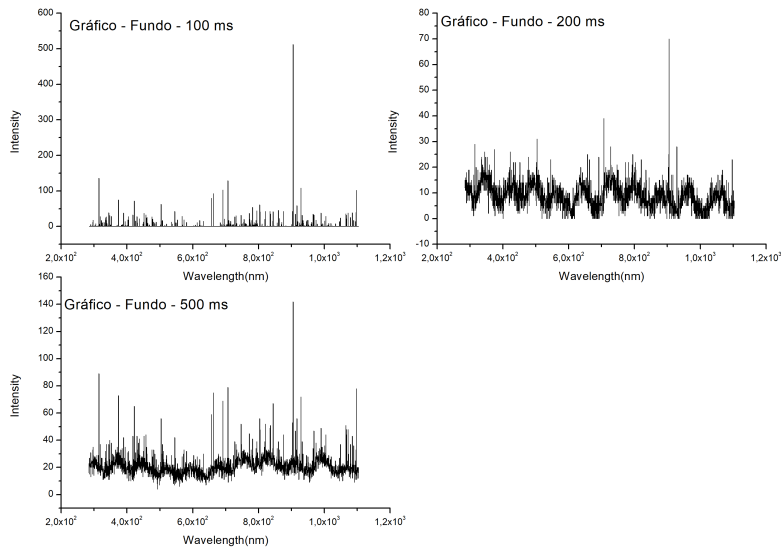 Gráfico - Fundo - 100 ms
600
500
400
300
200
100
0
Intensity
2,0x10²
4,0x10²
6,0x10²
8,0x10²
1,0x10³
1,2x10³
Wavelength(nm)
Gráfico - Fundo - 200 ms
80
70
60
50
40
30
20
10
0
-10
Intensity
2,0x10²
4,0x10²
6,0x10²
8,0x10²
1,0x10³
1,2x10³
Wavelength(nm)
Gráfico - Fundo - 500 ms
160
140
120
100
80
60
40
20
0
Intensity
2,0x10²
4,0x10²
6,0x10²
8,0x10²
1,0x10³
1,2x10³
Wavelength(nm)